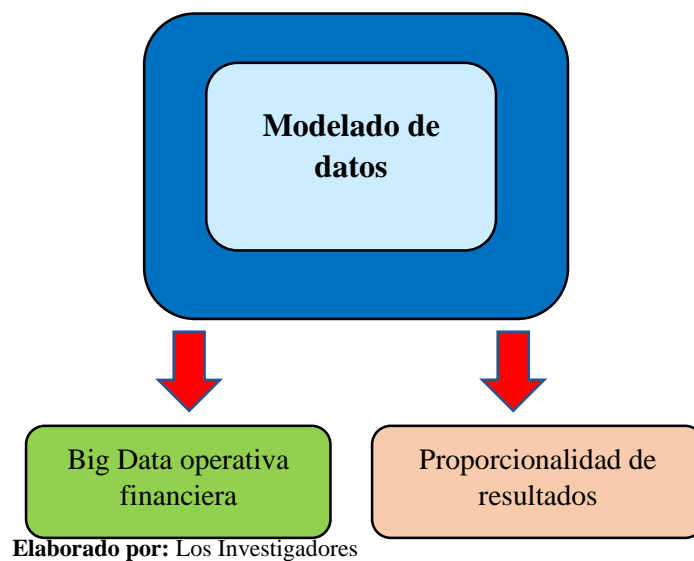 Modelado de
datos
Big Data operativa
financiera
Proporcionalidad de
resultados
Elaborado por: Los Investigadores